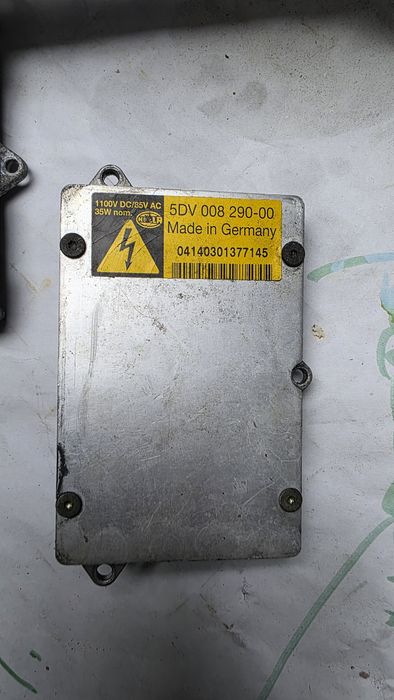 1100V DC/85V AC
35W nom.
HELLA
5DV 008 290-00
Made in Germany
04140301377145